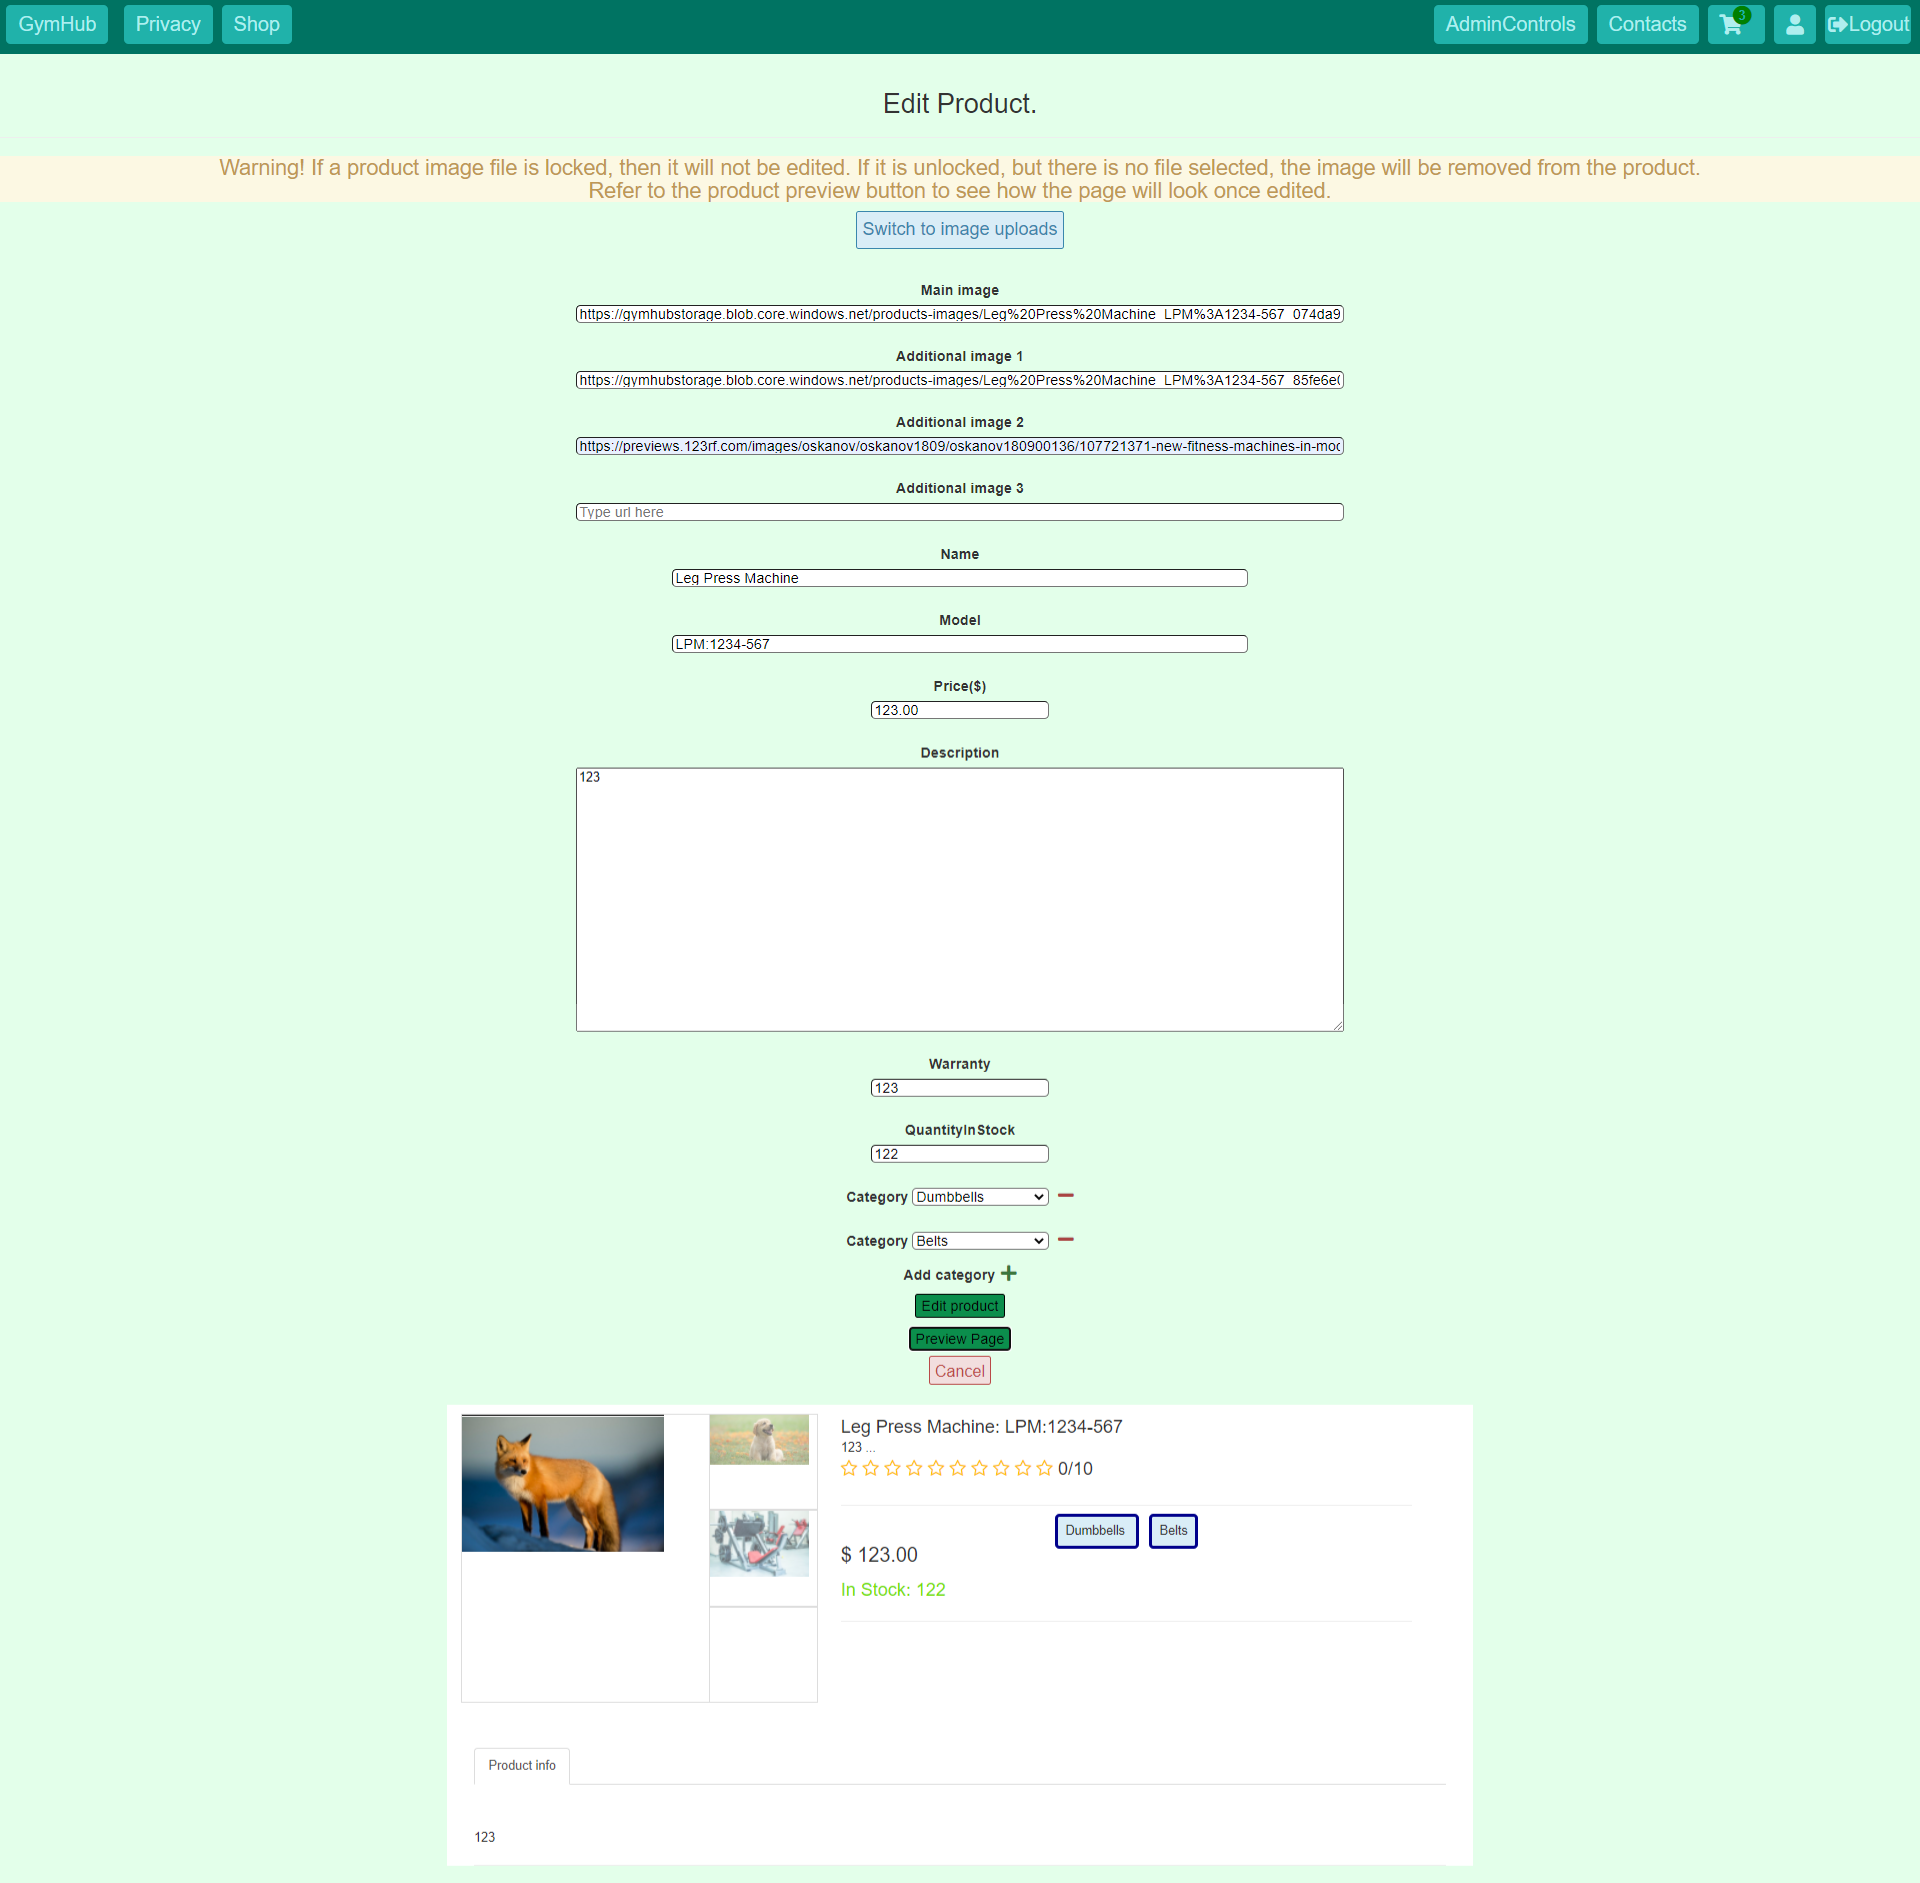 GymHub Privacy Shop AdminControls Contacts 3 Logout
Edit Product.
Warning! If a product image file is locked, then it will not be edited. If it is unlocked, but there is no file selected, the image will be removed from the product.
Refer to the product preview button to see how the page will look once edited.
Switch to image uploads
Main image
https://gymhubstorage.blob.core.windows.net/products-images/Leg%20Press%20Machine_LPM%3A1234-567_074da9
Additional image 1
https://gymhubstorage.blob.core.windows.net/products-images/Leg%20Press%20Machine_LPM%3A1234-567_85fe6e0
Additional image 2
https://previews.123rf.com/images/oskanov/oskanov1809/oskanov180900136/107721371-new-fitness-machines-in-mod
Additional image 3
Type url here
Name
Leg Press Machine
Model
LPM:1234-567
Price($)
123.00
Description
123
Warranty
123
QuantityInStock
122
Category Dumbbells
Category Belts
Add category
Edit product
Preview Page
Cancel
Leg Press Machine: LPM:1234-567
123 ...
0/10
Dumbbells Belts
$ 123.00
In Stock: 122
Product info
123